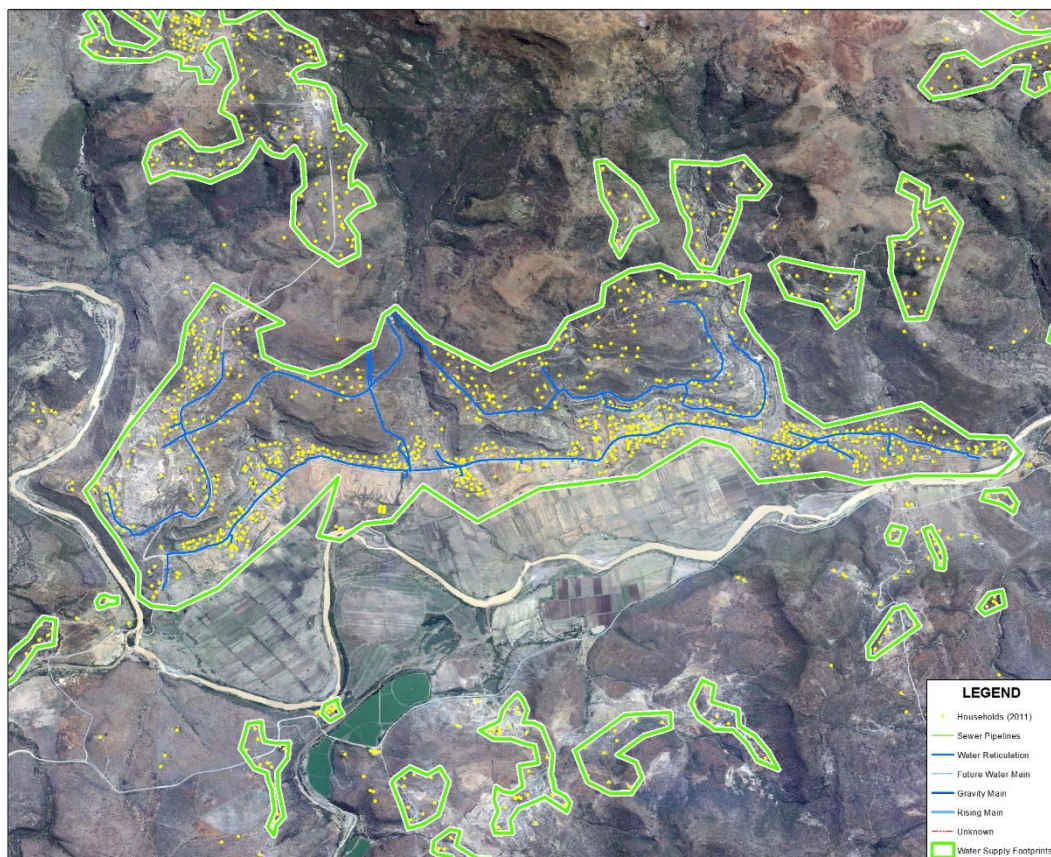 LEGEND
Households (2011)
Sewer Pipelines
Water Reticulation
Future Water Main
Gravity Main
Rising Main
Unknown
Water Supply Footprints